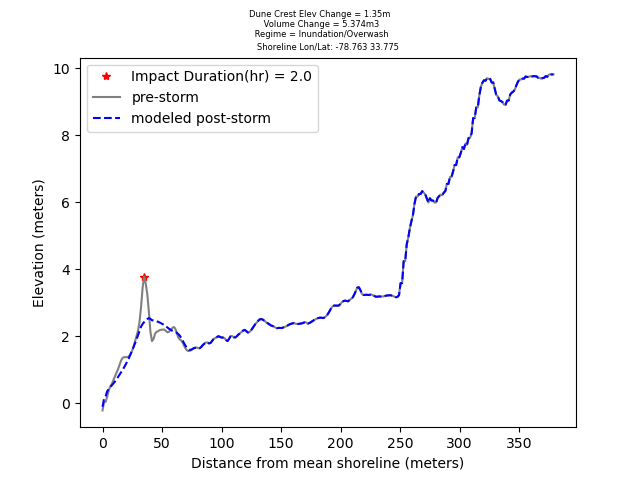 Dune Crest Elev Change = 1.35m
Volume Change = 5.374m3
Regime = Inundation/Overwash
Shoreline Lon/Lat: -78.763 33.775
Impact Duration(hr) = 2.0
pre-storm
modeled post-storm
10
8
6
4
2
0
Elevation (meters)
0 50 100 150 200 250 300 350
Distance from mean shoreline (meters)